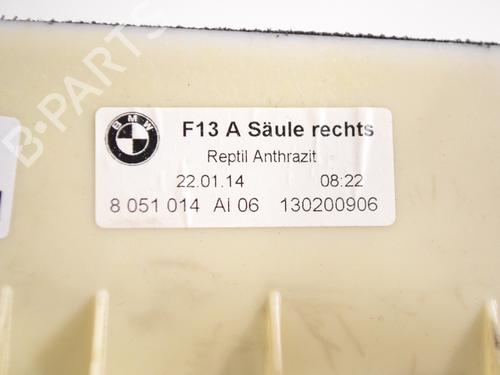 B-PARTS
BMW
F13 A Säule rechts
Reptil Anthrazit
22.01.14 08:22
8 051 014 AI 06 130200906